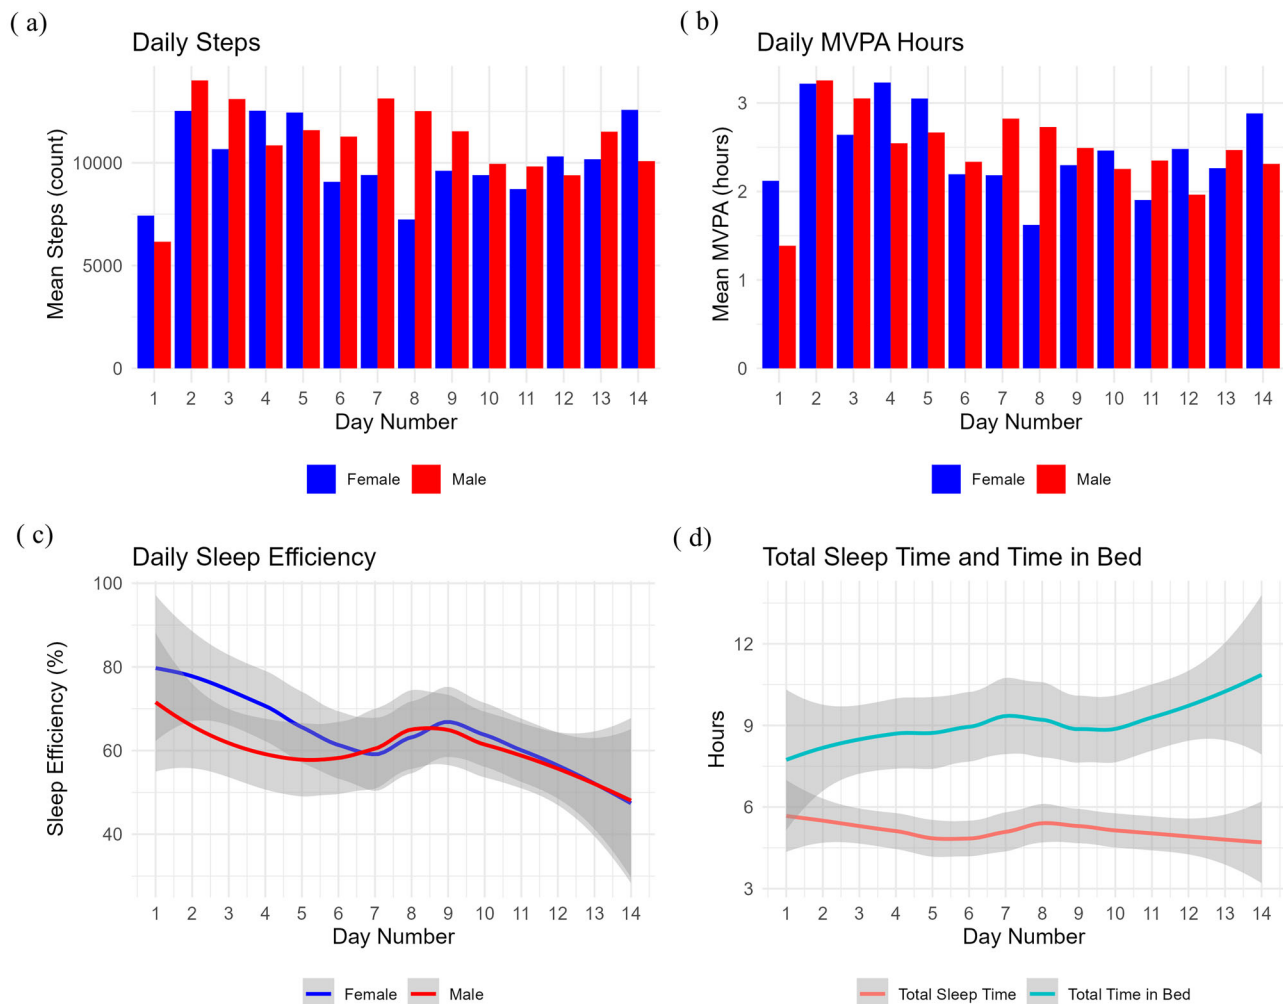 ( a)
Daily Steps
Mean Steps (count)
10000
5000
0
1 2 3 4 5 6 7 8 9 10 11 12 13 14
Day Number
Female Male
( b)
Daily MVPA Hours
Mean MVPA (hours)
3
2
1
0
1 2 3 4 5 6 7 8 9 10 11 12 13 14
Day Number
Female Male
( c)
Daily Sleep Efficiency
Sleep Efficiency (%)
100
80
60
40
1 2 3 4 5 6 7 8 9 10 11 12 13 14
Day Number
Female Male
( d)
Total Sleep Time and Time in Bed
Hours
12
9
6
3
1 2 3 4 5 6 7 8 9 10 11 12 13 14
Day Number
Total Sleep Time Total Time in Bed